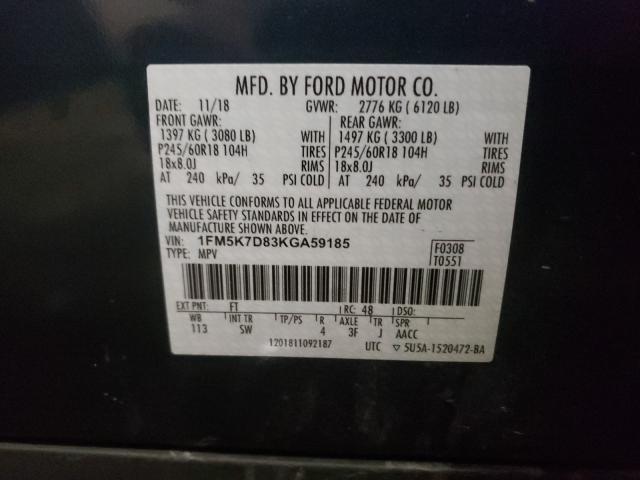 MFD. BY FORD MOTOR CO.
DATE: 11/18 GVWR: 2776 KG ( 6120 LB)
FRONT GAWR: REAR GAWR:
1397 KG ( 3080 LB) WITH 1497 KG ( 3300 LB) WITH
P245/60R18 104H TIRES P245/60R18 104H TIRES
18x8.0J RIMS 18x8.0J RIMS
AT 240 kPa/ 35 PSI COLD AT 240 kPa/ 35 PSI COLD
THIS VEHICLE CONFORMS TO ALL APPLICABLE FEDERAL MOTOR
VEHICLE SAFETY STANDARDS IN EFFECT ON THE DATE OF
MANUFACTURE SHOWN ABOVE.
VIN: 1FM5K7D83KGA59185 F0308
TYPE: MPV T0551
EXT PNT: FT RC: 48 DSO:
WB INT TR TP/PS R AXLE TR SPR
113 SW 4 3F J AACC
1201811092187 UTC ▽ 5U5A-1520472-BA